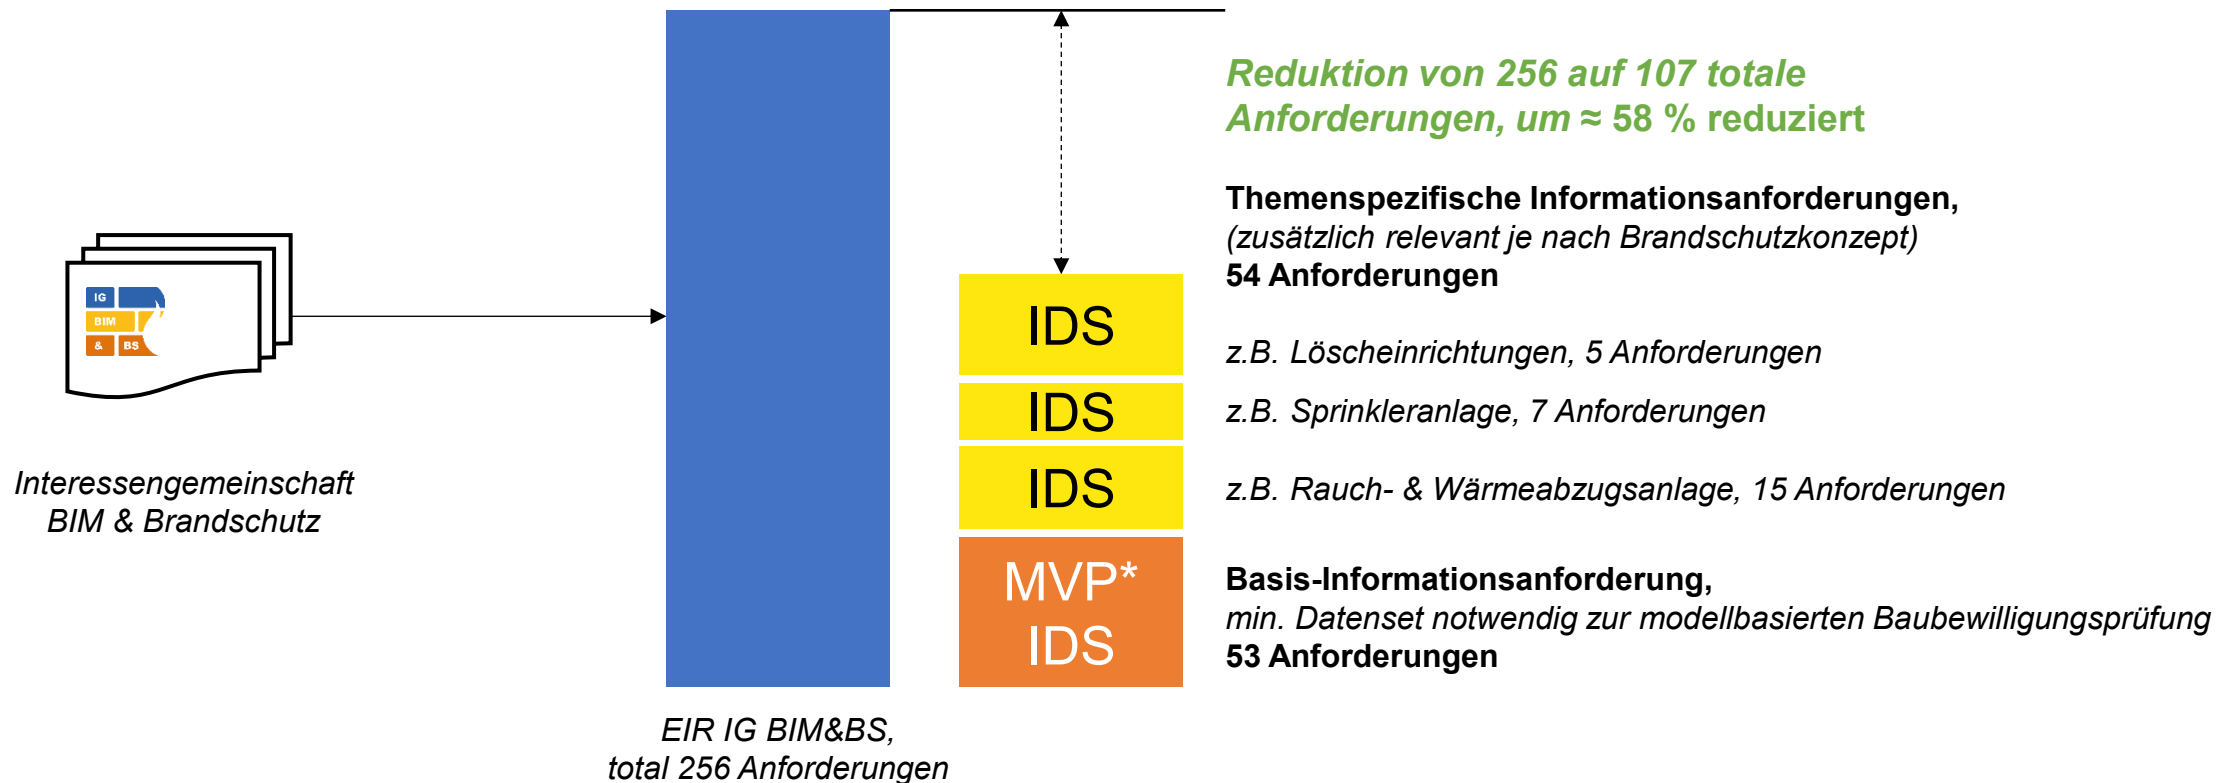 Reduktion von 256 auf 107 totale
Anforderungen, um ≈ 58 % reduziert
Themenspezifische Informationsanforderungen,
(zusätzlich relevant je nach Brandschutzkonzept)
54 Anforderungen
IG
BIM
& BS
IDS
z.B. Löscheinrichtungen, 5 Anforderungen
IDS
z.B. Sprinkleranlage, 7 Anforderungen
Interessengemeinschaft
BIM & Brandschutz
IDS
z.B. Rauch- & Wärmeabzugsanlage, 15 Anforderungen
MVP*
IDS
Basis-Informationsanforderung,
min. Datenset notwendig zur modellbasierten Baubewilligungsprüfung
53 Anforderungen
EIR IG BIM&BS,
total 256 Anforderungen